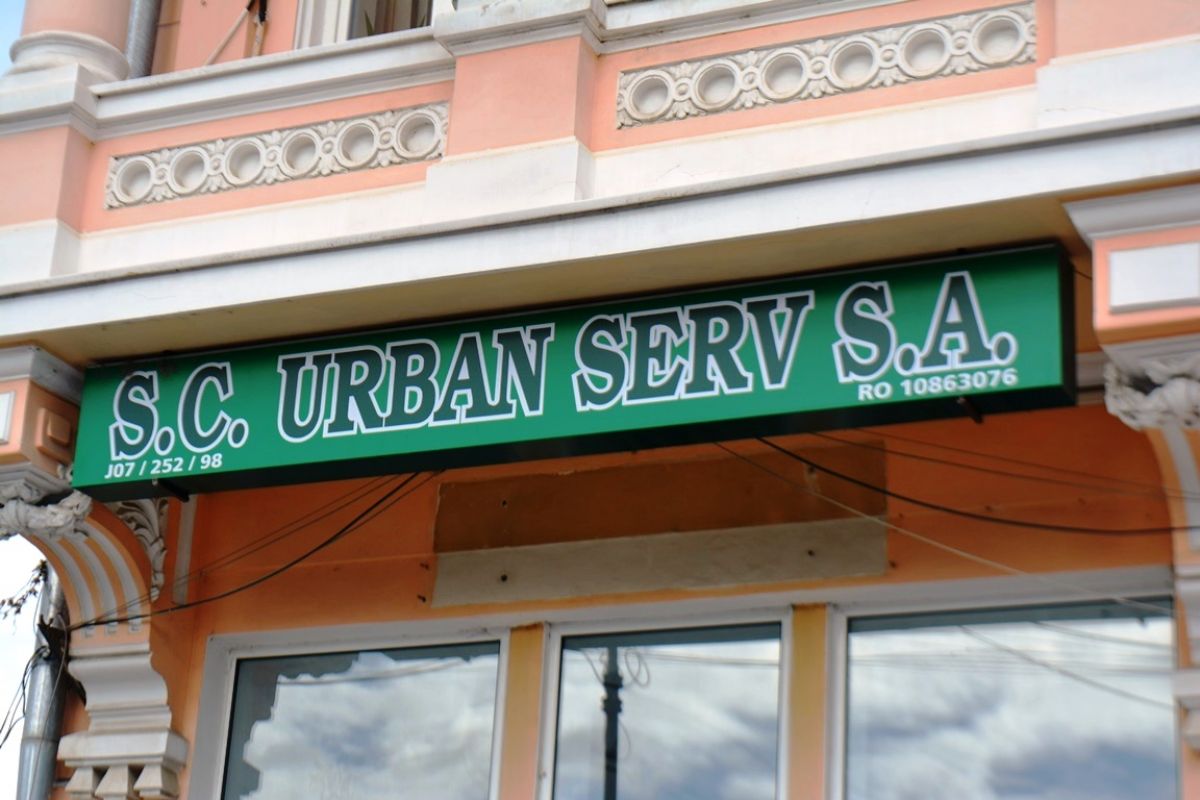 S.C. URBAN SERV S.A.
J07 / 252 / 98
RO 10863076